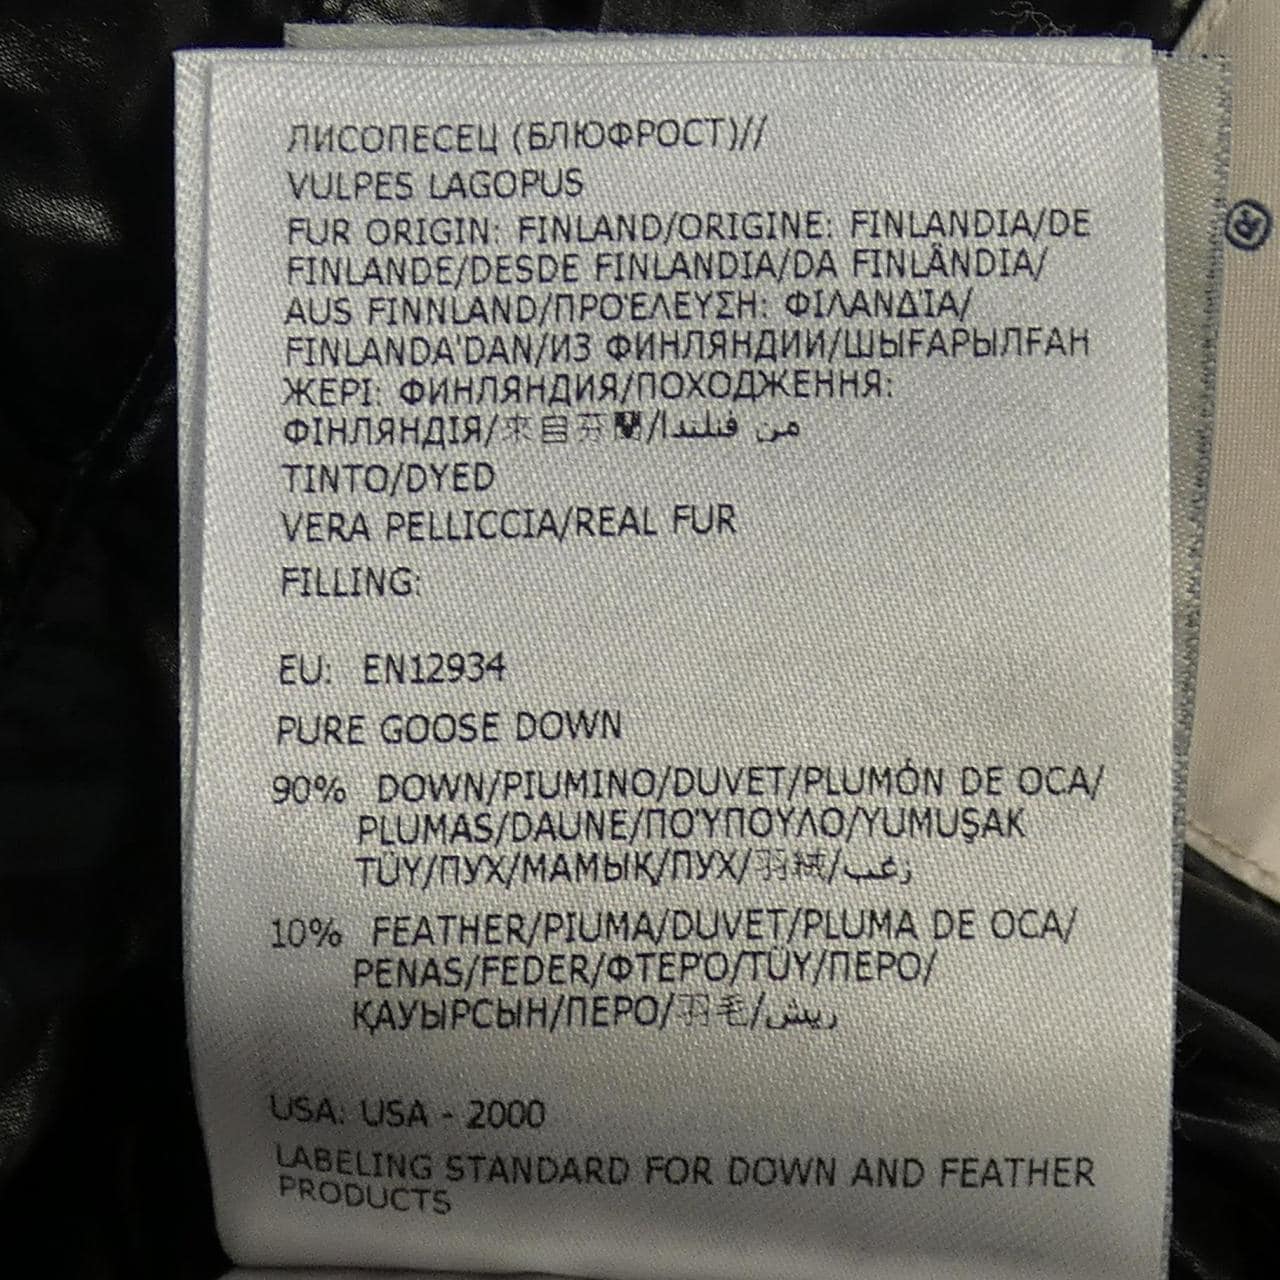 ЛИСОПЕСЕЦ (БЛЮФРОСТ)//
VULPES LAGOPUS
FUR ORIGIN: FINLAND/ORIGINE: FINLANDIA/DE
FINLANDE/DESDE FINLANDIA/DA FINLÂNDIA/
AUS FINNLAND/ΠΡΟΈΛΕΥΣΗ: ΦΙΛΑΝΔΊΑ/
FINLANDA'DAN/ИЗ ФИНЛЯНДИИ/ШЫҒАРЫЛҒАН
ЖЕРІ: ФИНЛЯНДИЯ/ПОХОДЖЕННЯ:
ФІНЛЯНДІЯ/來自芬蘭/من فنلندا
TINTO/DYED
VERA PELLICCIA/REAL FUR
FILLING:
EU: EN12934
PURE GOOSE DOWN
90% DOWN/PIUMINO/DUVET/PLUMÓN DE OCA/
PLUMAS/DAUNE/ΠΟΎΠΟΥΛΟ/YUMUŞAK
TÜY/ПУХ/МАМЫҚ/ПУХ/羽絨/زغب
10% FEATHER/PIUMA/DUVET/PLUMA DE OCA/
PENAS/FEDER/ΦΤΕΡΌ/TÜY/ПЕРО/
ҚАУЫРСЫН/ПЕРО/羽毛/ريش
USA: USA - 2000
LABELING STANDARD FOR DOWN AND FEATHER
PRODUCTS
®